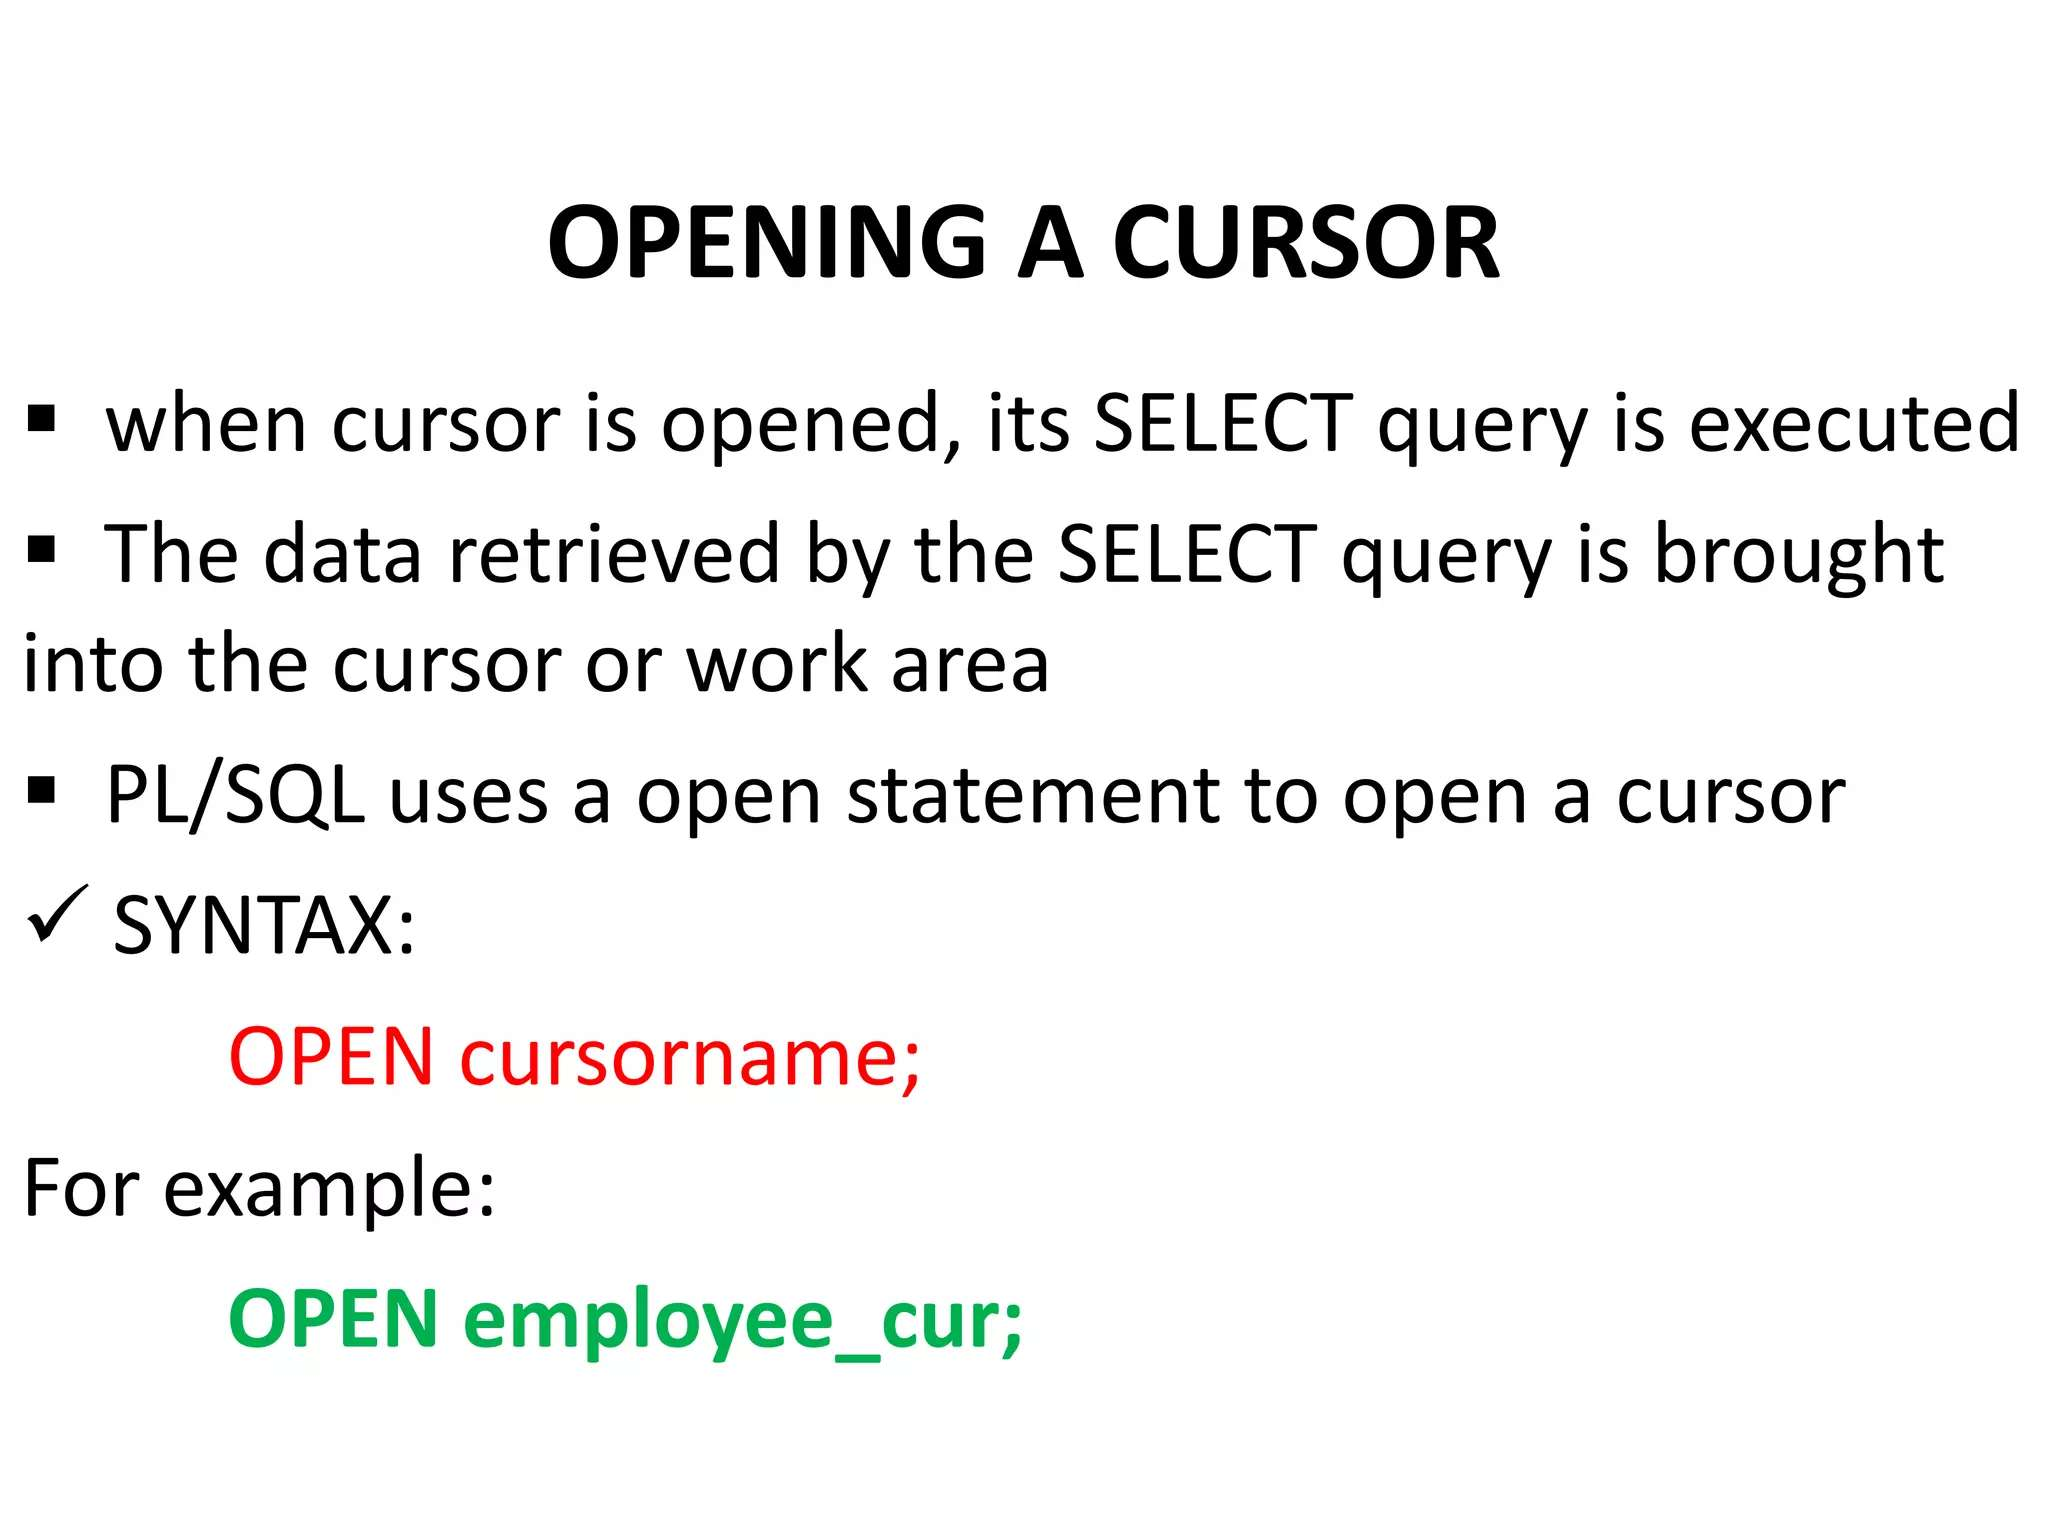 OPENING A CURSOR
▪ when cursor is opened, its SELECT query is executed
▪ The data retrieved by the SELECT query is brought
into the cursor or work area
▪ PL/SQL uses a open statement to open a cursor
✓ SYNTAX:
OPEN cursorname;
For example:
OPEN employee_cur;